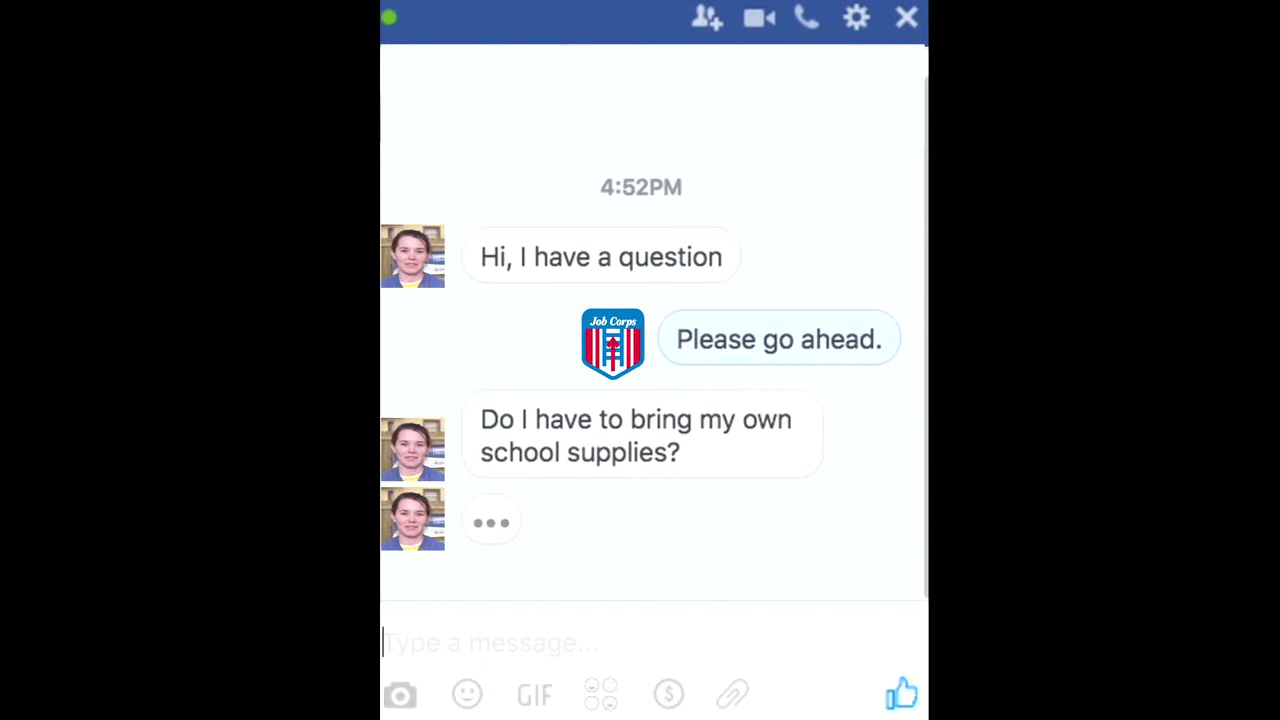 4:52PM
Hi, I have a question
Job Corps
Please go ahead.
Do I have to bring my own
school supplies?
Type a message...
GIF